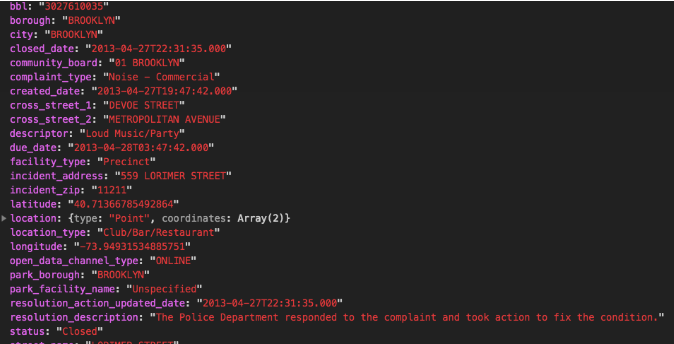 bbl: "3027610035"
borough: "BROOKLYN"
city: "BROOKLYN"
closed_date: "2013-04-27T22:31:35.000"
community_board: "01 BROOKLYN"
complaint_type: "Noise - Commercial"
created_date: "2013-04-27T19:47:42.000"
cross_street_1: "DEVOE STREET"
cross_street_2: "METROPOLITAN AVENUE"
descriptor: "Loud Music/Party"
due_date: "2013-04-28T03:47:42.000"
facility_type: "Precinct"
incident_address: "559 LORIMER STREET"
incident_zip: "11211"
latitude: "40.71366785492864"
location: {type: "Point", coordinates: Array(2)}
location_type: "Club/Bar/Restaurant"
longitude: "-73.94931534885751"
open_data_channel_type: "ONLINE"
park_borough: "BROOKLYN"
park_facility_name: "Unspecified"
resolution_action_updated_date: "2013-04-27T22:31:35.000"
resolution_description: "The Police Department responded to the complaint and took action to fix the condition."
status: "Closed"
street_name: "LORIMER STREET"